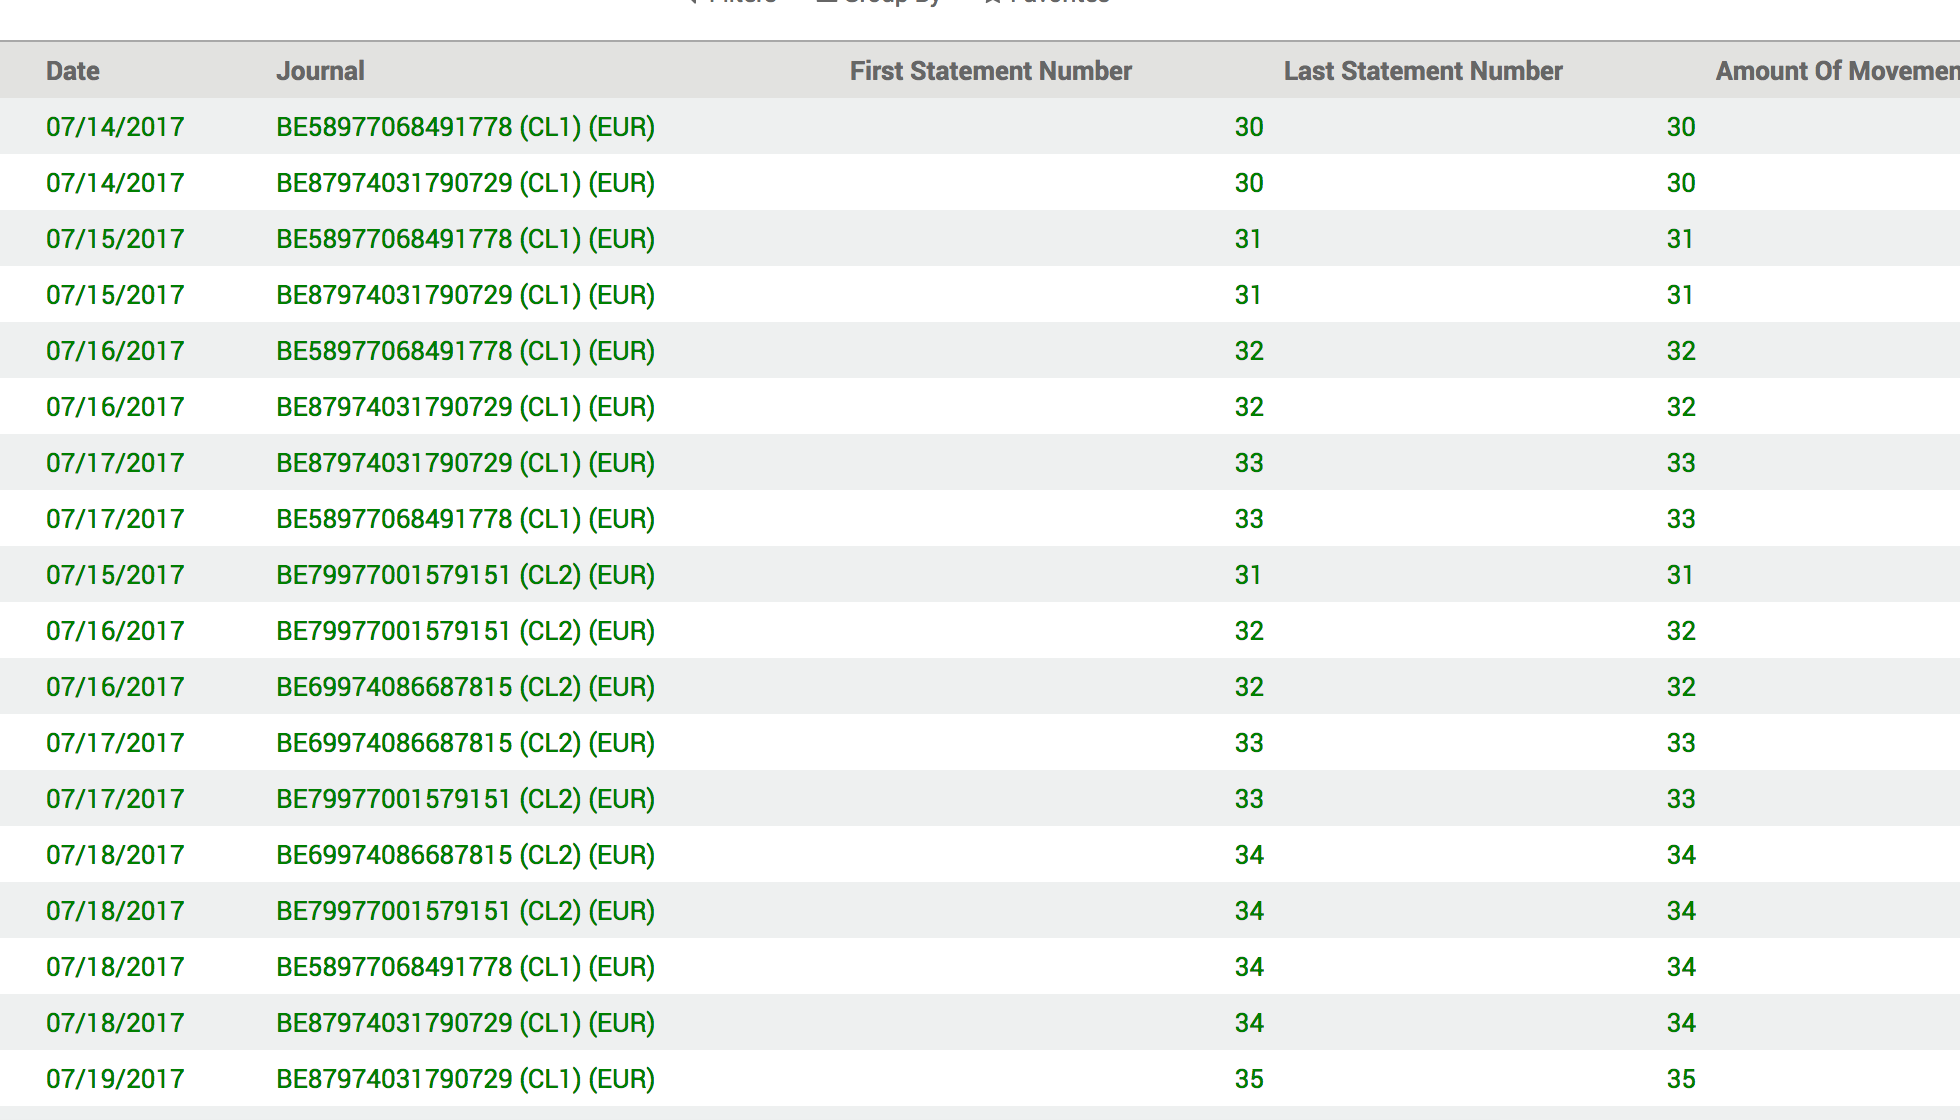 Filters Group By Favorites
Date Journal First Statement Number Last Statement Number Amount Of Movemen
07/14/2017 BE58977068491778 (CL1) (EUR) 30 30
07/14/2017 BE87974031790729 (CL1) (EUR) 30 30
07/15/2017 BE58977068491778 (CL1) (EUR) 31 31
07/15/2017 BE87974031790729 (CL1) (EUR) 31 31
07/16/2017 BE58977068491778 (CL1) (EUR) 32 32
07/16/2017 BE87974031790729 (CL1) (EUR) 32 32
07/17/2017 BE87974031790729 (CL1) (EUR) 33 33
07/17/2017 BE58977068491778 (CL1) (EUR) 33 33
07/15/2017 BE79977001579151 (CL2) (EUR) 31 31
07/16/2017 BE79977001579151 (CL2) (EUR) 32 32
07/16/2017 BE69974086687815 (CL2) (EUR) 32 32
07/17/2017 BE69974086687815 (CL2) (EUR) 33 33
07/17/2017 BE79977001579151 (CL2) (EUR) 33 33
07/18/2017 BE69974086687815 (CL2) (EUR) 34 34
07/18/2017 BE79977001579151 (CL2) (EUR) 34 34
07/18/2017 BE58977068491778 (CL1) (EUR) 34 34
07/18/2017 BE87974031790729 (CL1) (EUR) 34 34
07/19/2017 BE87974031790729 (CL1) (EUR) 35 35